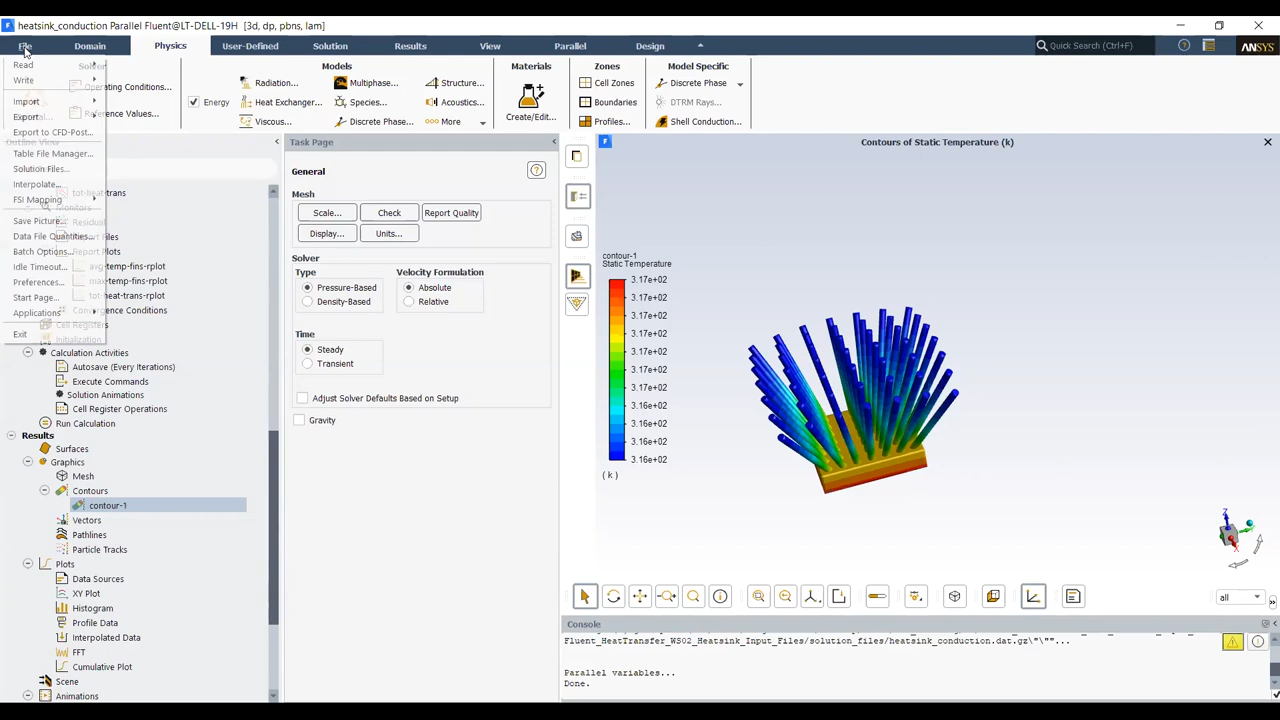 heatsink_conduction Parallel Fluent@LT-DELL-19H [3d, dp, pbns, lam]
File Domain Physics User-Defined Solution Results View Parallel Design Quick Search (Ctrl+F) ANSYS
Models Materials Zones Model Specific
Read
Write
Import
Export
Export to CFD-Post...
Table File Manager...
Solution Files...
Interpolate...
FSI Mapping
Save Picture...
Data File Quantities...
Batch Options...
Idle Timeout...
Preferences...
Start Page...
Applications
Exit
Operating Conditions...
Reference Values...
Energy
Radiation... Multiphase... Structure...
Heat Exchanger... Species... Acoustics...
Viscous... Discrete Phase... More
Create/Edit...
Cell Zones
Boundaries
Profiles...
Discrete Phase
DTRM Rays...
Shell Conduction...
tot-heat-trans
Monitors
Residual
Report Files
Report Plots
avg-temp-fins-rplot
max-temp-fins-rplot
tot-heat-trans-rplot
Convergence Conditions
Cell Registers
Initialization
Calculation Activities
Autosave (Every Iterations)
Execute Commands
Solution Animations
Cell Register Operations
Run Calculation
Results
Surfaces
Graphics
Mesh
Contours
contour-1
Vectors
Pathlines
Particle Tracks
Plots
Data Sources
XY Plot
Histogram
Profile Data
Interpolated Data
FFT
Cumulative Plot
Scene
Animations
Task Page
General
Mesh
Scale... Check Report Quality
Display... Units...
Solver
Type Velocity Formulation
Pressure-Based Absolute
Density-Based Relative
Time
Steady
Transient
Adjust Solver Defaults Based on Setup
Gravity
Contours of Static Temperature (k)
contour-1
Static Temperature
3.17e+02
3.17e+02
3.17e+02
3.17e+02
3.17e+02
3.17e+02
3.17e+02
3.16e+02
3.16e+02
3.16e+02
3.16e+02
( k )
Z
Y
X
all
Console
Fluent_HeatTransfer_WS02_Heatsink_Input_Files/solution_files/heatsink_conduction.dat.gz\"\""...
Parallel variables...
Done.